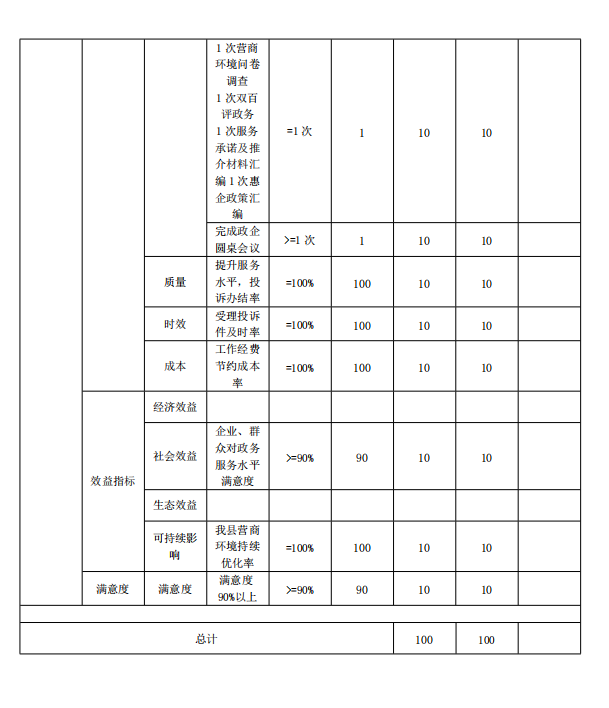 1 次营商
环境问卷
调查
1 次双百
评政务
1 次服务
承诺及推
介材料汇
编 1 次惠
企政策汇
编
=1 次
1
10
10
完成政企
圆桌会议
>=1 次
1
10
10
质量
提升服务
水平，投
诉办结率
=100%
100
10
10
时效
受理投诉
件及时率
=100%
100
10
10
成本
工作经费
节约成本
率
=100%
100
10
10
效益指标
经济效益
社会效益
企业、群
众对政务
服务水平
满意度
>=90%
90
10
10
生态效益
可持续影
响
我县营商
环境持续
优化率
=100%
100
10
10
满意度
满意度
满意度
90%以上
>=90%
90
10
10
总计
100
100